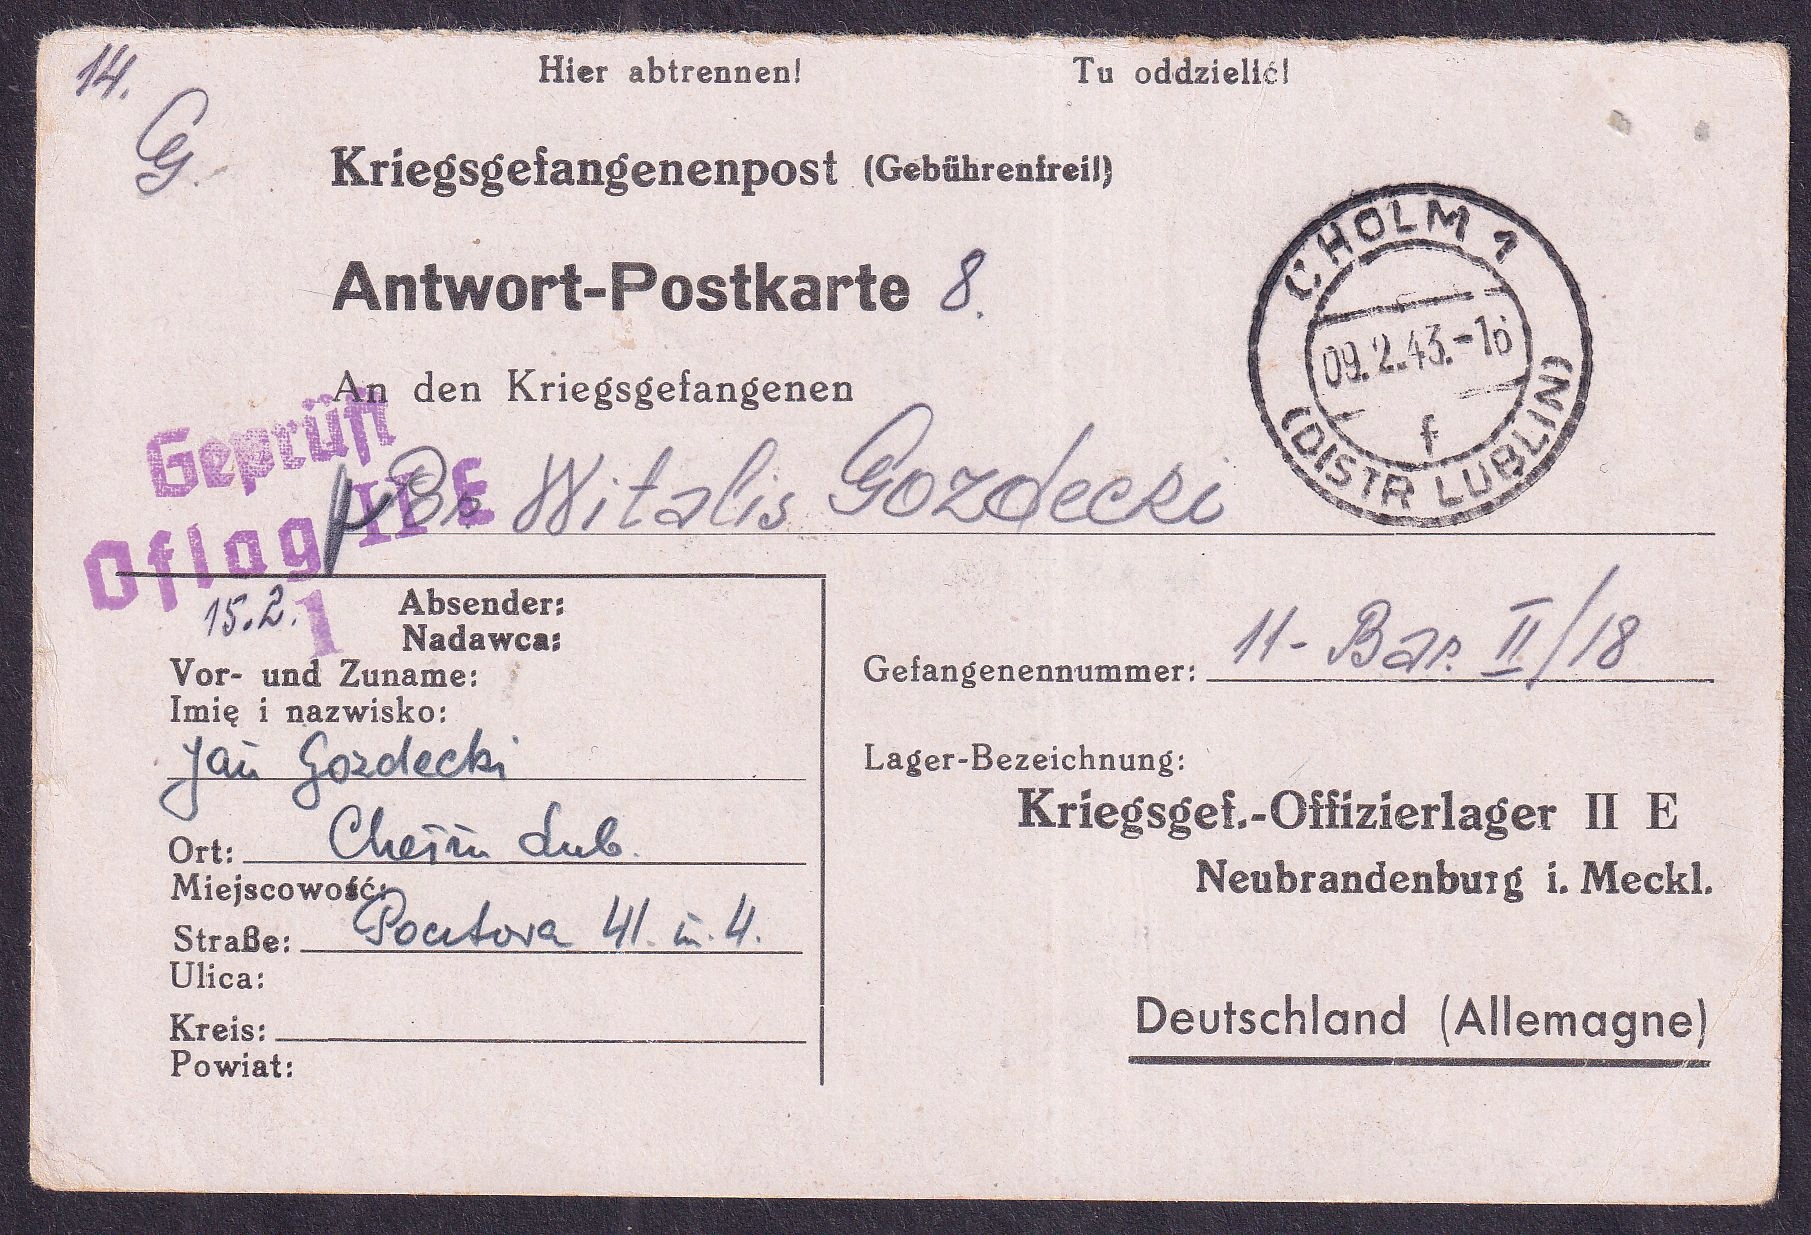 14.
Hier abtrennen! Tu oddzielić!
G.
Kriegsgefangenenpost (Gebührenfrei!)
Antwort-Postkarte 8.
CHOLM 1
09.2.43.-16
f
(DISTR LUBLIN)
An den Kriegsgefangenen
Geprüft
Oflag II E
1
Witalis Gozdecki
15.2.
Absender:
Nadawca:
Vor- und Zuname:
Imię i nazwisko:
Jan Gozdecki
Ort: Chełm Lub.
Miejscowość:
Straße: Pocztowa 41. m. 4.
Ulica:
Kreis:
Powiat:
Gefangenennummer: 11- Bar. II/18
Lager-Bezeichnung:
Kriegsgef.-Offizierlager II E
Neubrandenburg i. Meckl.
Deutschland (Allemagne)